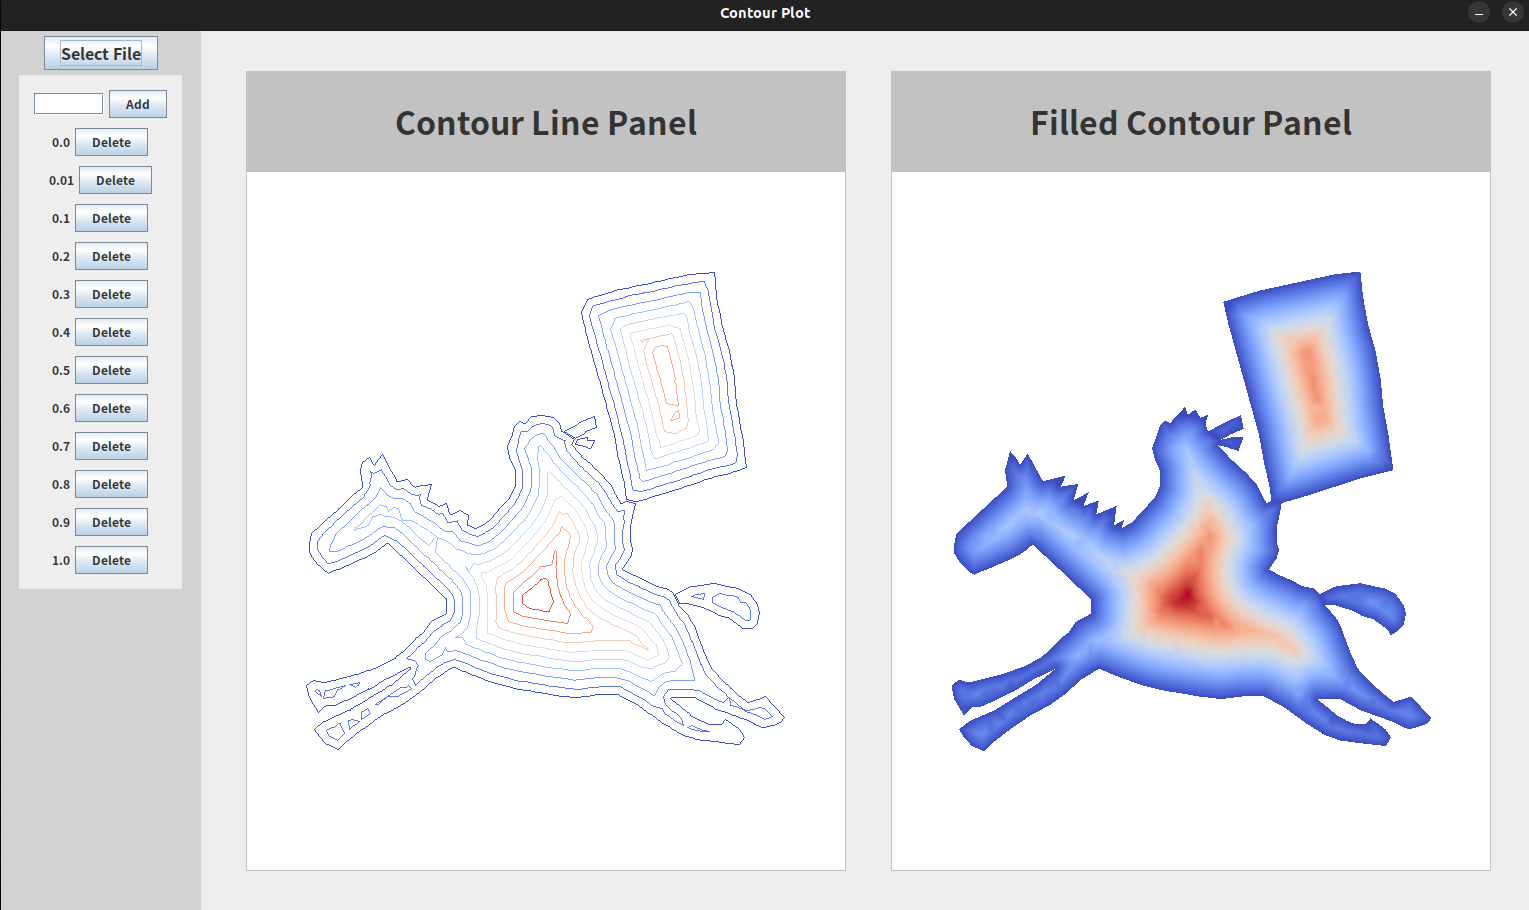 Contour Plot
Select File
Add
0.0 Delete
0.01 Delete
0.1 Delete
0.2 Delete
0.3 Delete
0.4 Delete
0.5 Delete
0.6 Delete
0.7 Delete
0.8 Delete
0.9 Delete
1.0 Delete
Contour Line Panel
Filled Contour Panel